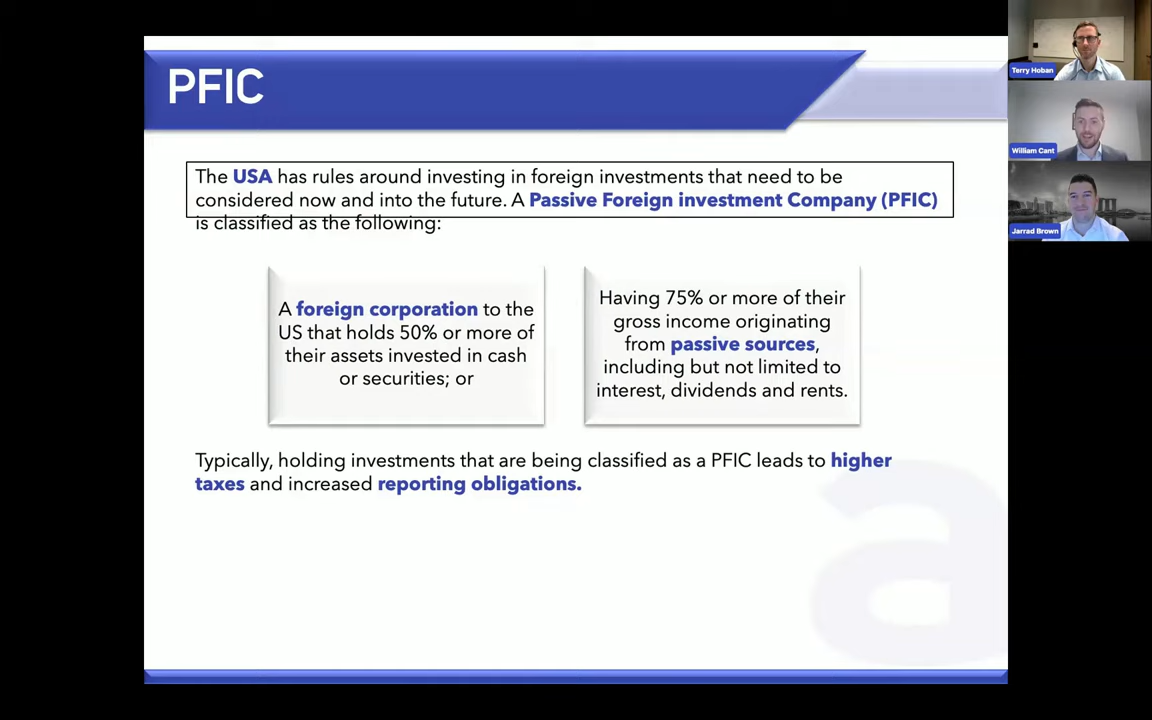 PFIC
The USA has rules around investing in foreign investments that need to be
considered now and into the future. A Passive Foreign investment Company (PFIC)
is classified as the following:
A foreign corporation to the
US that holds 50% or more of
their assets invested in cash
or securities; or
Having 75% or more of their
gross income originating
from passive sources,
including but not limited to
interest, dividends and rents.
Typically, holding investments that are being classified as a PFIC leads to higher
taxes and increased reporting obligations.
a
Terry Hoban
William Cant
Jarrad Brown